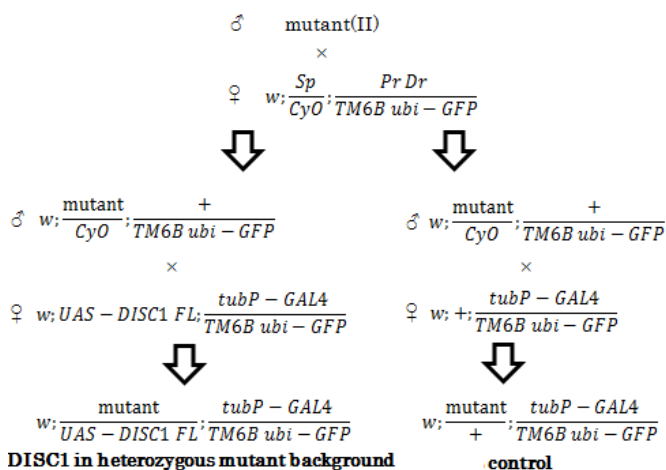 ♂ mutant(II)
×
♀ w; Sp/CyO ; Pr Dr/TM6B ubi − GFP
♂ w; mutant/CyO ; +/TM6B ubi − GFP
♂ w; mutant/CyO ; +/TM6B ubi − GFP
×
×
♀ w; UAS − DISC1 FL; tubP − GAL4/TM6B ubi − GFP
♀ w; +; tubP − GAL4/TM6B ubi − GFP
w; mutant/UAS − DISC1 FL ; tubP − GAL4/TM6B ubi − GFP
w; mutant/+ ; tubP − GAL4/TM6B ubi − GFP
DISC1 in heterozygous mutant background
control